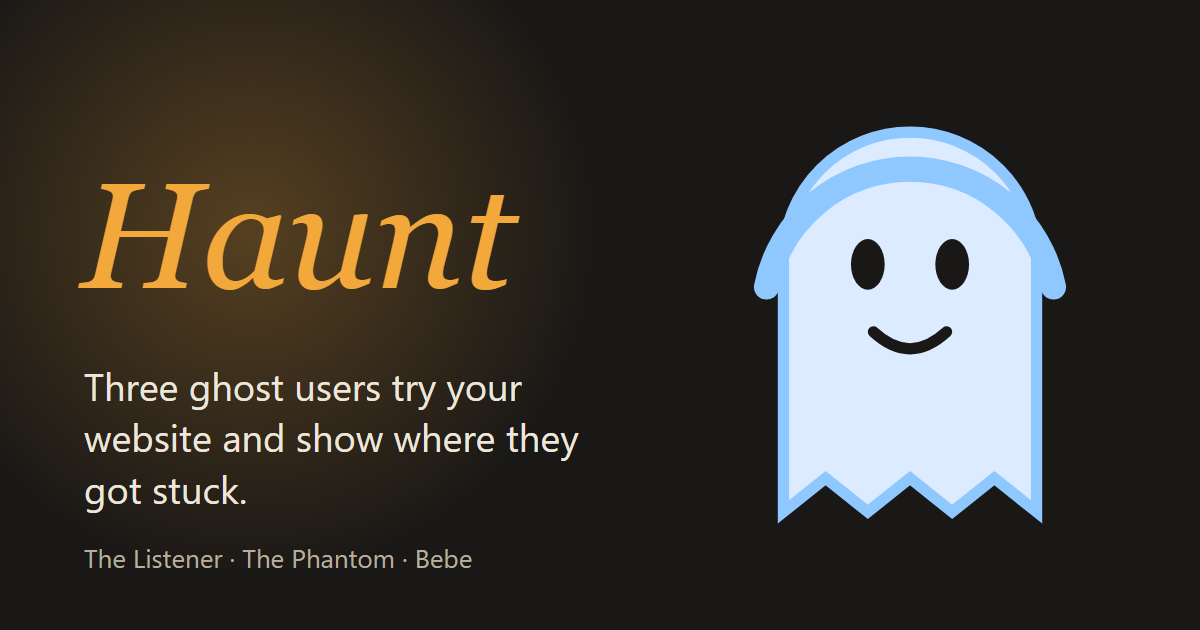 Haunt
Three ghost users try your
website and show where they
got stuck.
The Listener · The Phantom · Bebe